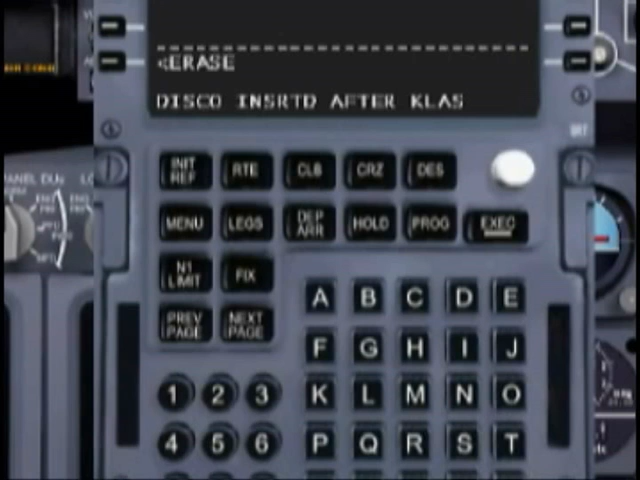 <ERASE
DISCO INSRTD AFTER KLAS
BRT
INIT REF RTE CLB CRZ DES
MENU LEGS DEP ARR HOLD PROG EXEC
N1 LIMIT FIX
PREV PAGE NEXT PAGE
A B C D E
F G H I J
1 2 3 K L M N O
4 5 6 P Q R S T